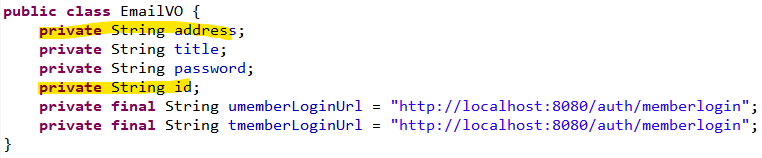 public class EmailVO {
private String address;
private String title;
private String password;
private String id;
private final String umemberLoginUrl = "http://localhost:8080/auth/memberlogin";
private final String tmemberLoginUrl = "http://localhost:8080/auth/memberlogin";
}